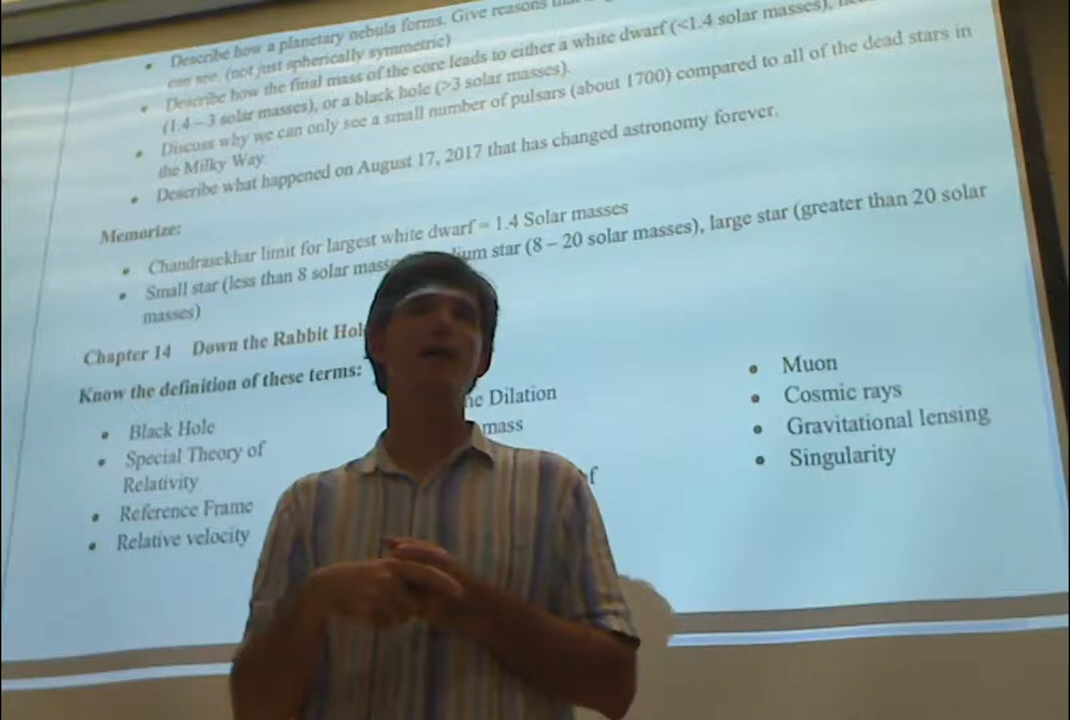 Describe how a planetary nebula forms. Give reasons
can see. (not just spherically symmetric)
Describe how the final mass of the core leads to either a white dwarf (<1.4 solar masses),
(1.4 – 3 solar masses), or a black hole (>3 solar masses).
Discuss why we can only see a small number of pulsars (about 1700) compared to all of the dead stars in
the Milky Way
Describe what happened on August 17, 2017 that has changed astronomy forever.
Memorize:
Chandrasekhar limit for largest white dwarf = 1.4 Solar masses
Small star (less than 8 solar star (8 – 20 solar masses), large star (greater than 20 solar
masses)
Chapter 14 Down the Rabbit
Know the definition of these terms:
Black Hole
Special Theory of
Relativity
Reference Frame
Relative velocity
Dilation
mass
Muon
Cosmic rays
Gravitational lensing
Singularity